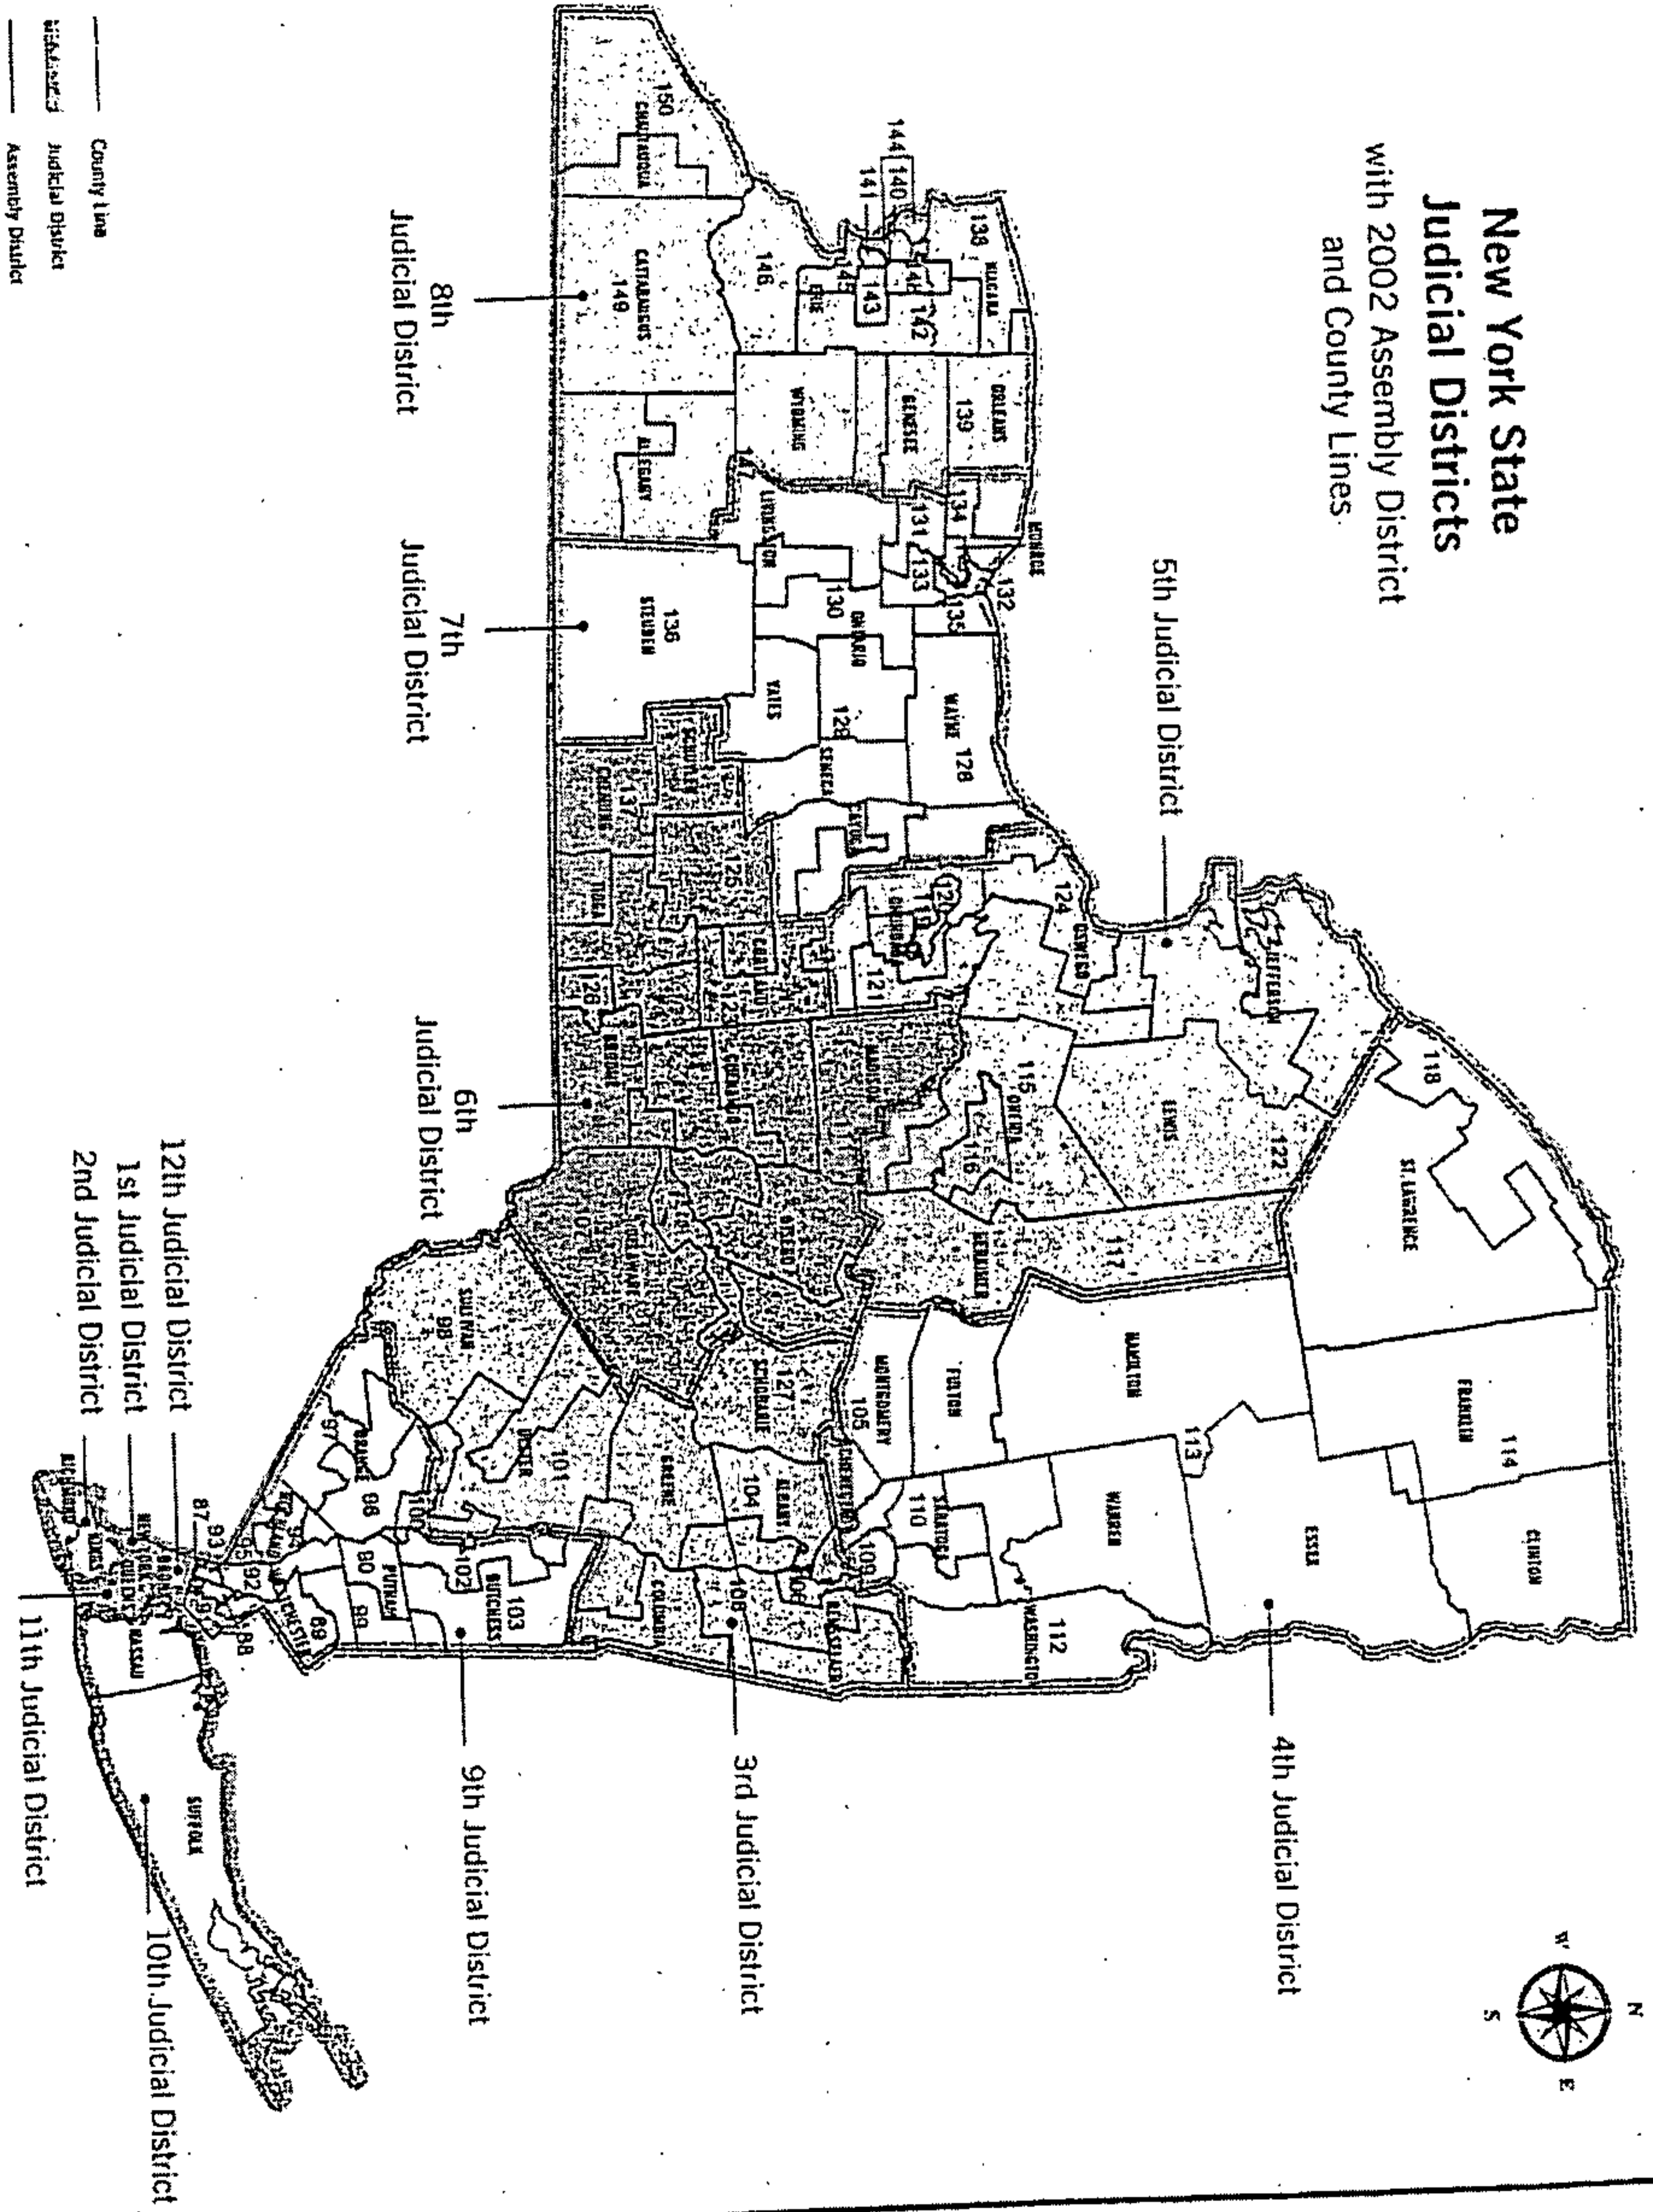 New York State
Judicial Districts
with 2002 Assembly District
and County Lines
N
W
E
S
5th Judicial District
4th Judicial District
3rd Judicial District
9th Judicial District
10th Judicial District
11th Judicial District
8th
Judicial District
7th
Judicial District
6th
Judicial District
12th Judicial District
1st Judicial District
2nd Judicial District
County Line
Judicial District
Assembly District
CLINTON
FRANKLIN
114
ST. LAWRENCE
118
ESSEX
113
HAMILTON
JEFFERSON
122
LEWIS
117
HERKIMER
WARREN
112
WASHINGTO
OSWEGO
124
115
ONEIDA
116
FULTON
MONTGOMERY
105
SARATOGA
110
109
NIAGARA
138
ORLEANS
139
MONROE
132
134
131
133
135
WAYNE
128
144
140
141
143
142
ERIE
146
GENESEE
WYOMING
147
LIVINGSTON
130
ONTARIO
SENECA
YATES
120
121
MADISON
CORTLAND
125
SCHUYLER
STEUBEN
136
137
TIOGA
126
BROOME
CHENANGO
OTSEGO
DELAWARE
SCHOHARIE
127
ALBANY
104
RENSSELAER
108
GREENE
COLUMBIA
150
CHAUTAUQUA
CATTARAUGUS
149
ALLEGANY
SULLIVAN
98
ULSTER
101
DUTCHESS
103
102
ORANGE
97
96
PUTNAM
90
99
89
88
92
95
93
87
BRONX
NEW YORK
QUEENS
KINGS
RICHMOND
NASSAU
SUFFOLK